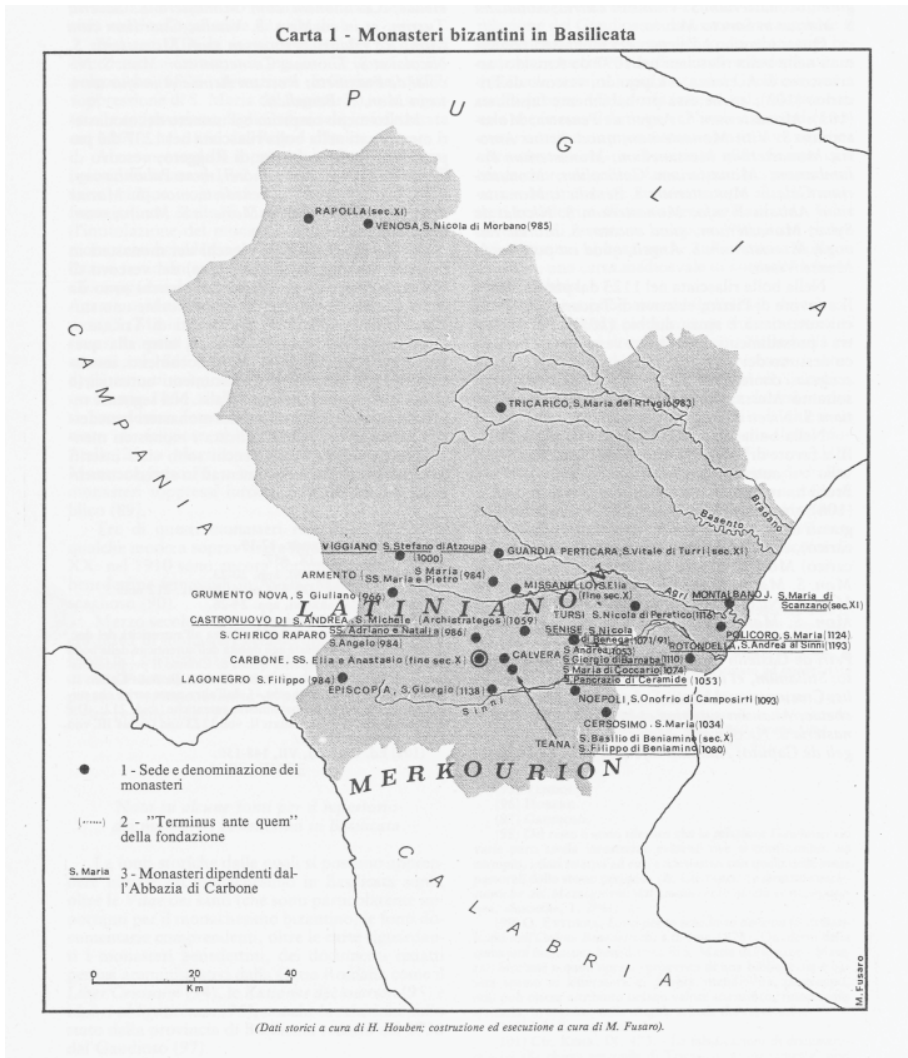 Carta 1 - Monasteri bizantini in Basilicata
PUGLIA
CAMPANIA
RAPOLLA (sec.XI)
VENOSA, S.Nicola di Morbano (985)
TRICARICO, S.Maria del Rifugio (983)
Bradano
Basento
VIGGIANO S.Stefano di Atzoupa
(1000)
GUARDIA PERTICARA, S.Vitale di Turri (sec.XI)
ARMENTO (S Maria
SS.Maria e Pietro) (984)
MISSANELLO, S.Elia
(fine sec.X)
Agri
MONTALBANO J. S.Maria di
Scanzano (sec.XI)
GRUMENTO NOVA, S Giuliano (966)
LATINIANON
TURSI S.Nicola di Peratico (1116)
CASTRONUOVO DI S.ANDREA, S.Michele (Archistrategos) (1059)
S.CHIRICO RAPARO SS.Adriano e Natalia (986)
S.Angelo (984)
SENISE S.Nicola
di Benega (1071/91)
S Andrea (1053)
S Giorgio di Barnaba (1110)
S Maria di Coccario (1074)
S.Pancrazio di Ceramide (1053)
POLICORO, S.Maria (1124)
ROTONDELLA, S.Andrea al Sinni (1193)
CARBONE, SS.Elia e Anastasio (fine sec.X)
CALVERA
LAGONEGRO S.Filippo (984)
EPISCOPIA, S.Giorgio (1138)
Sinni
NOEPOLI, S.Onofrio di Camposirti (1093)
CERSOSIMO, S.Maria (1034)
TEANA, S.Basilio di Beniamine (sec.X)
S.Filippo di Beniamino (1080)
MERKOURION
CALABRIA
1 - Sede e denominazione dei
monasteri
(......) 2 - "Terminus ante quem"
della fondazione
S. Maria 3 - Monasteri dipendenti dal-
l'Abbazia di Carbone
0 20 40
Km
M. Fusaro
(Dati storici a cura di H. Houben; costruzione ed esecuzione a cura di M. Fusaro).